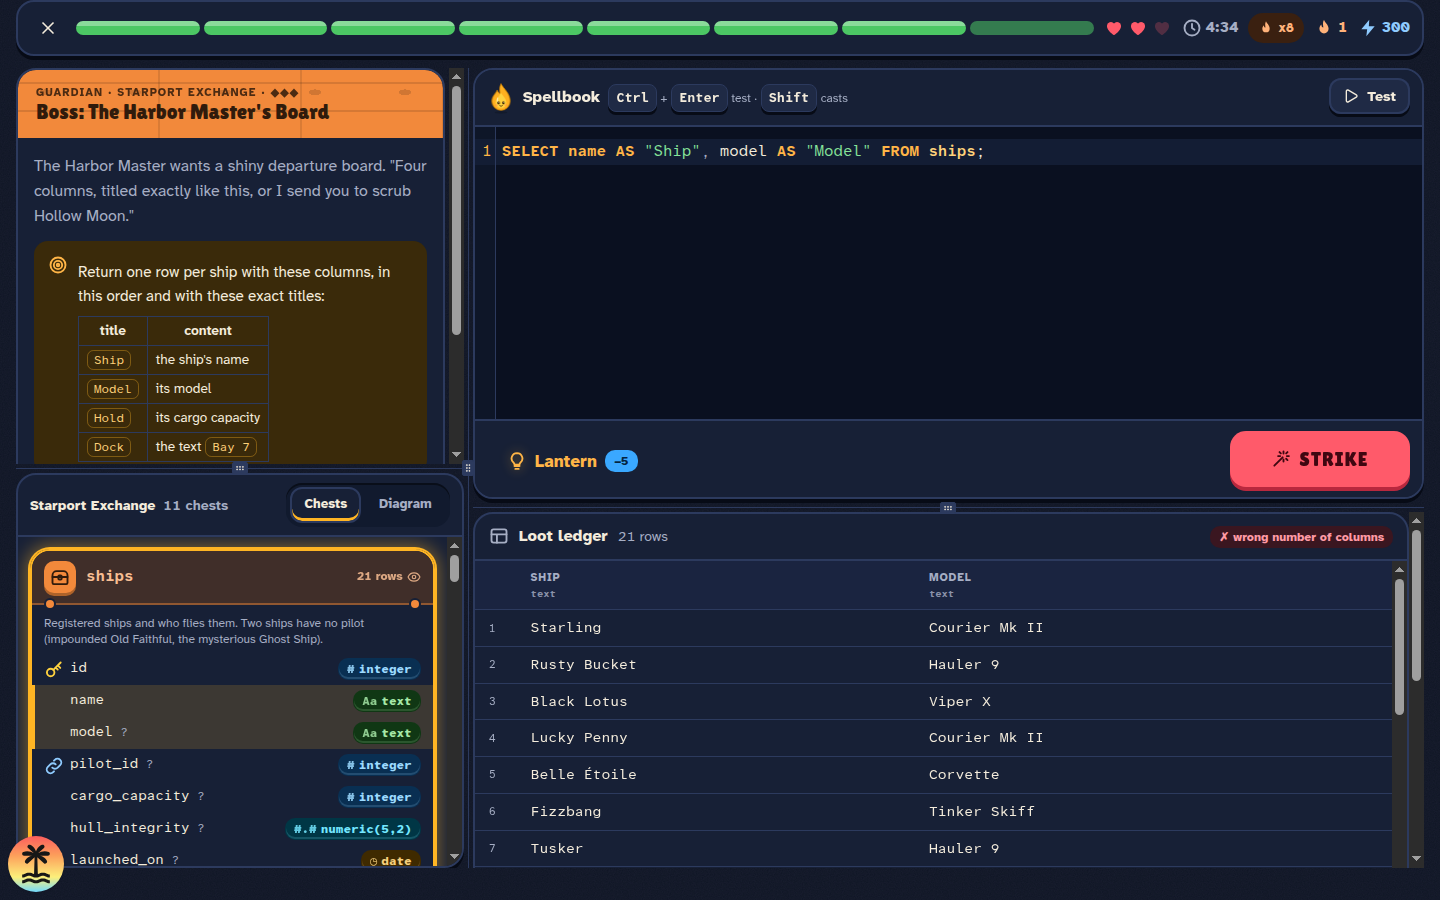 4:34
x8
1
300
GUARDIAN · STARPORT EXCHANGE · ◆◆◆
Boss: The Harbor Master's Board
The Harbor Master wants a shiny departure board. "Four
columns, titled exactly like this, or I send you to scrub
Hollow Moon."
Return one row per ship with these columns, in
this order and with these exact titles:
title content
Ship the ship's name
Model its model
Hold its cargo capacity
Dock the text Bay 7
Starport Exchange 11 chests
Chests Diagram
ships
21 rows
Registered ships and who flies them. Two ships have no pilot
(impounded Old Faithful, the mysterious Ghost Ship).
id # integer
name Aa text
model ? Aa text
pilot_id ? # integer
cargo_capacity ? # integer
hull_integrity ? #.# numeric(5,2)
launched_on ? date
Spellbook Ctrl + Enter test · Shift casts
Test
1 SELECT name AS "Ship", model AS "Model" FROM ships;
Lantern −5
STRIKE
Loot ledger 21 rows
✗ wrong number of columns
SHIP MODEL
text text
1 Starling Courier Mk II
2 Rusty Bucket Hauler 9
3 Black Lotus Viper X
4 Lucky Penny Courier Mk II
5 Belle Étoile Corvette
6 Fizzbang Tinker Skiff
7 Tusker Hauler 9